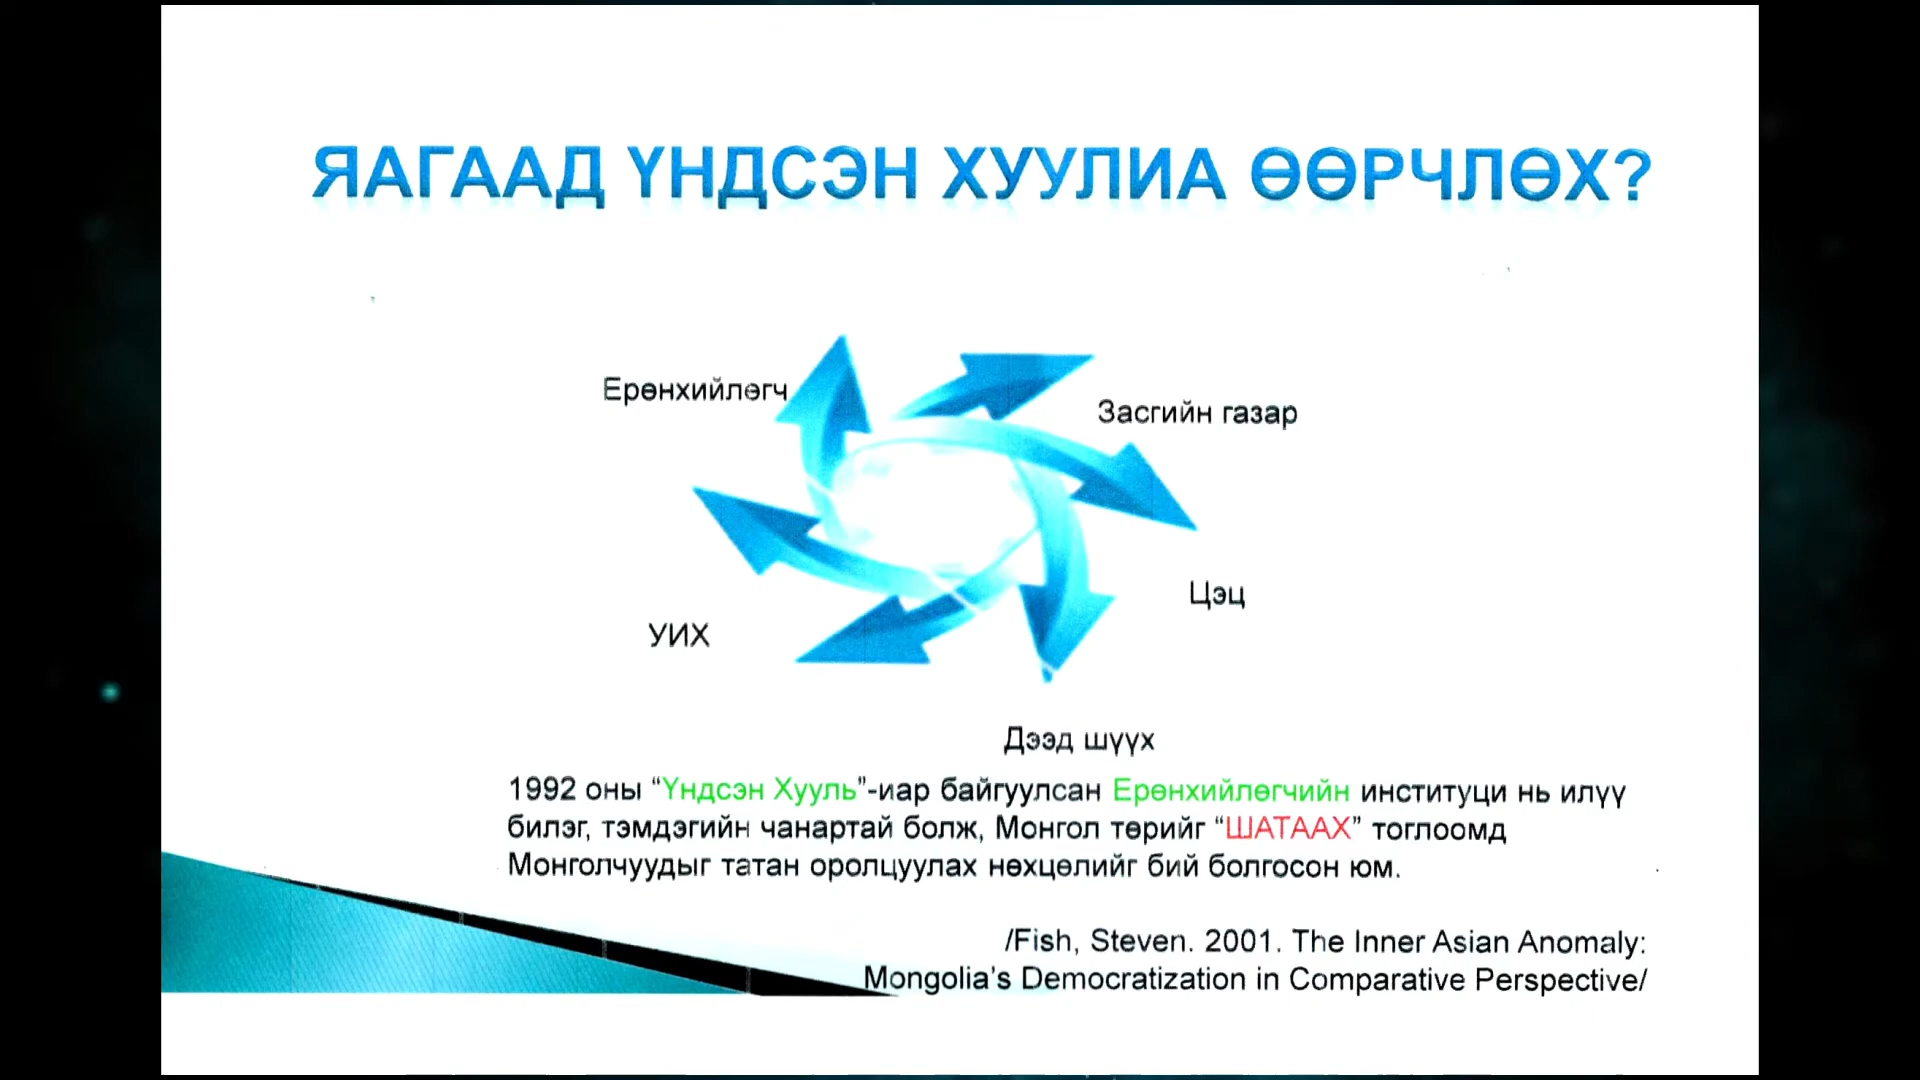 ЯАГААД ҮНДСЭН ХУУЛИА ӨӨРЧЛӨХ?
Ерөнхийлөгч
Засгийн газар
Цэц
УИХ
Дээд шүүх
1992 оны “Үндсэн Хууль”-иар байгуулсан Ерөнхийлөгчийн институци нь илүү
билэг, тэмдэгийн чанартай болж, Монгол төрийг “ШАТААХ” тоглоомд
Монголчуудыг татан оролцуулах нөхцөлийг бий болгосон юм.
/Fish, Steven. 2001. The Inner Asian Anomaly:
Mongolia’s Democratization in Comparative Perspective/